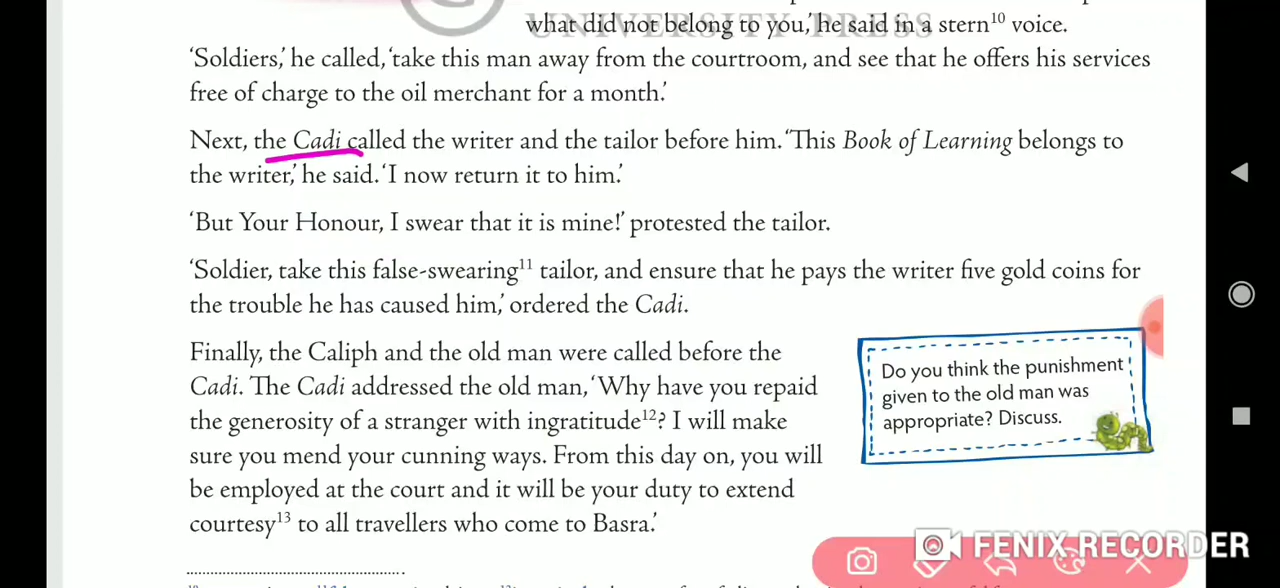 what did not belong to you,’ he said in a stern¹⁰ voice.
UNIVERSITY PRESS
‘Soldiers,’ he called, ‘take this man away from the courtroom, and see that he offers his services
free of charge to the oil merchant for a month.’
Next, the Cadi called the writer and the tailor before him. ‘This Book of Learning belongs to
the writer,’ he said. ‘I now return it to him.’
‘But Your Honour, I swear that it is mine!’ protested the tailor.
‘Soldier, take this false-swearing¹¹ tailor, and ensure that he pays the writer five gold coins for
the trouble he has caused him,’ ordered the Cadi.
Finally, the Caliph and the old man were called before the
Cadi. The Cadi addressed the old man, ‘Why have you repaid
the generosity of a stranger with ingratitude¹²? I will make
sure you mend your cunning ways. From this day on, you will
be employed at the court and it will be your duty to extend
courtesy¹³ to all travellers who come to Basra.’
Do you think the punishment
given to the old man was
appropriate? Discuss.
FENIX RECORDER